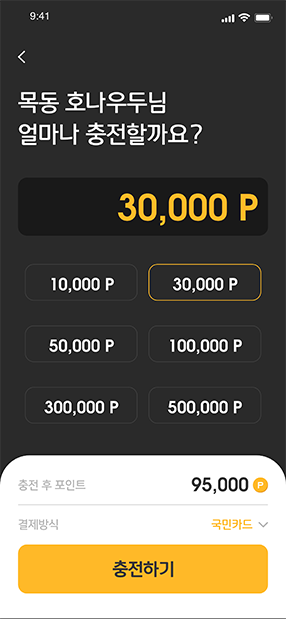 9:41
목동 호나우두님
얼마나 충전할까요?
30,000 P
10,000 P
30,000 P
50,000 P
100,000 P
300,000 P
500,000 P
충전 후 포인트
95,000 P
결제방식
국민카드
충전하기